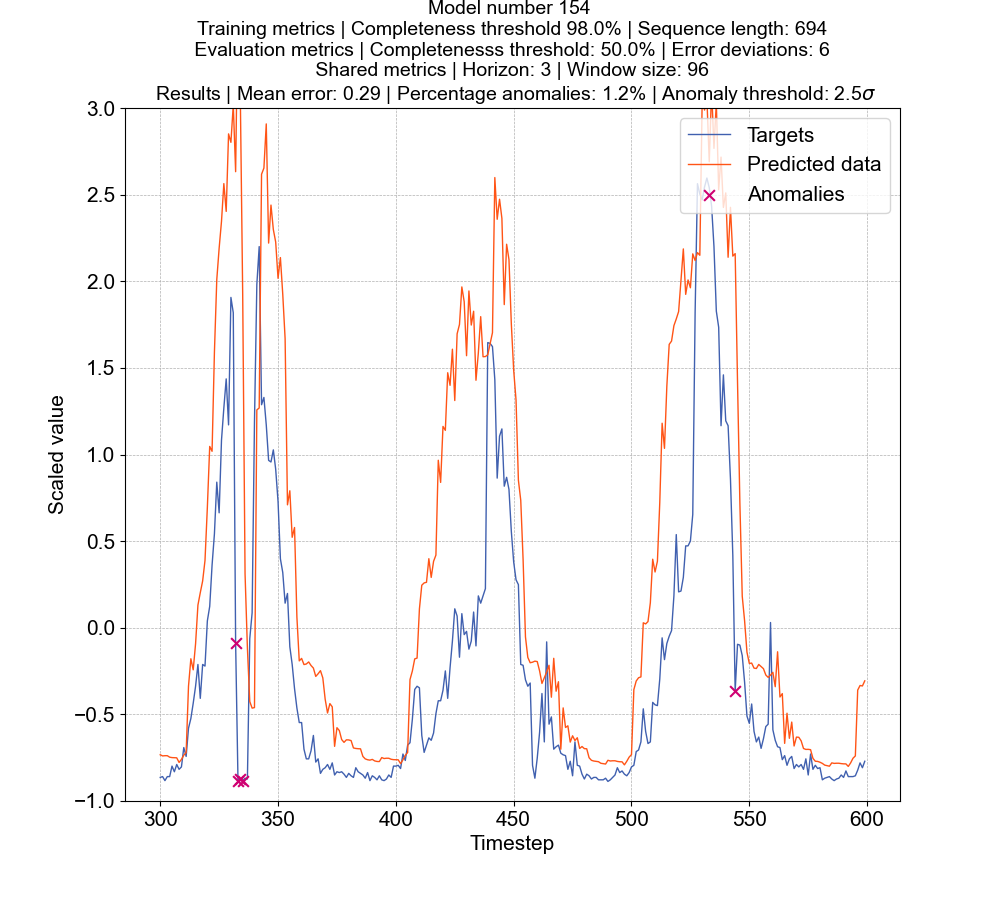 Model number 154
Training metrics | Completeness threshold 98.0% | Sequence length: 694
Evaluation metrics | Completenesss threshold: 50.0% | Error deviations: 6
Shared metrics | Horizon: 3 | Window size: 96
Results | Mean error: 0.29 | Percentage anomalies: 1.2% | Anomaly threshold: 2.5σ
3.0
2.5
2.0
1.5
1.0
0.5
0.0
−0.5
−1.0
Scaled value
Targets
Predicted data
Anomalies
300 350 400 450 500 550 600
Timestep